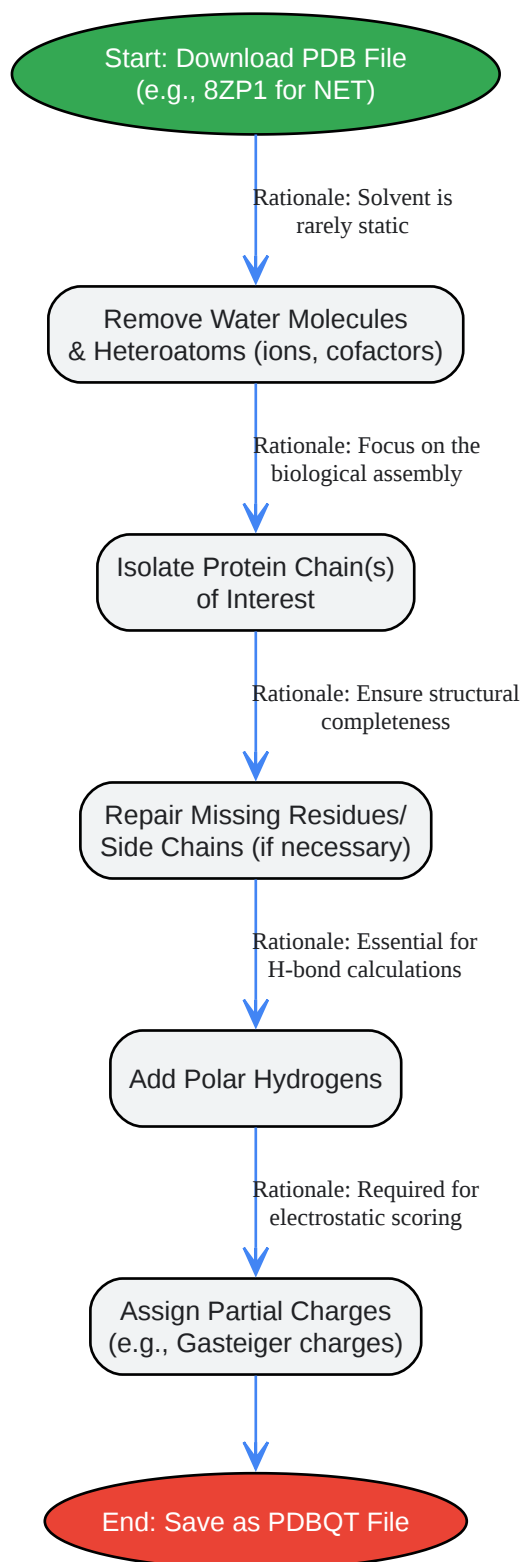 Start: Download PDB File
(e.g., 8ZP1 for NET)
Rationale: Solvent is
rarely static
Remove Water Molecules
& Heteroatoms (ions, cofactors)
Rationale: Focus on the
biological assembly
Isolate Protein Chain(s)
of Interest
Rationale: Ensure structural
completeness
Repair Missing Residues/
Side Chains (if necessary)
Rationale: Essential for
H-bond calculations
Add Polar Hydrogens
Rationale: Required for
electrostatic scoring
Assign Partial Charges
(e.g., Gasteiger charges)
End: Save as PDBQT File